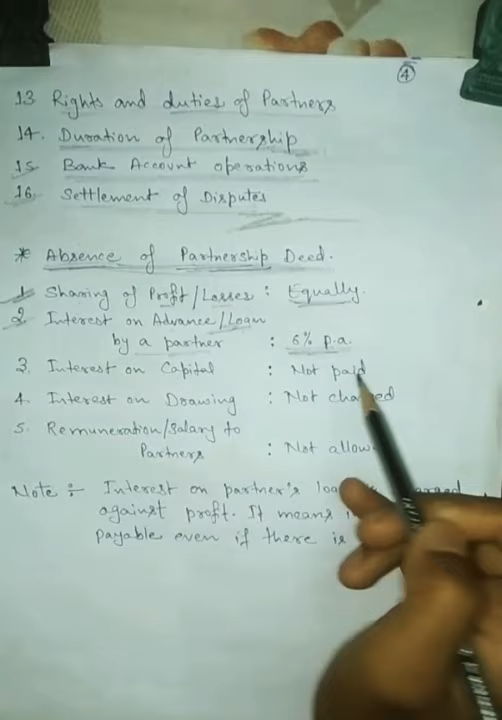 4
13 Rights and duties of Partners
14. Duration of Partnership
15. Bank Account operations
16. Settlement of Disputes
* Absence of Partnership Deed.
1. Sharing of Profit/Losses : Equally.
2. Interest on Advance/Loan
by a partner : 6% p.a.
3. Interest on Capital : Not paid
4. Interest on Drawing : Not charged
5. Remuneration/Salary to
Partners : Not allow
Note :- Interest on partner's
against profit. It means
payable even if there is